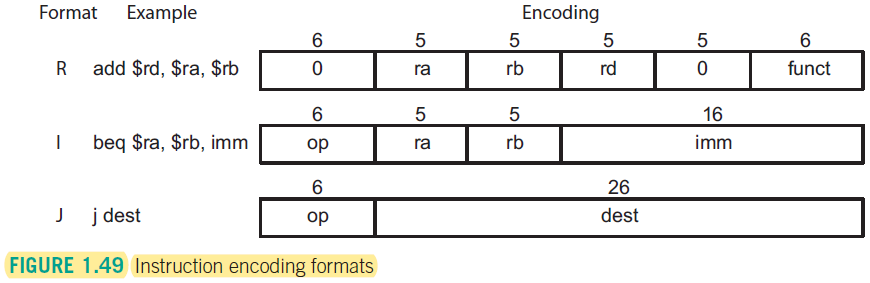 Format Example Encoding
6 5 5 5 5 6
R add $rd, $ra, $rb 0 ra rb rd 0 funct
6 5 5 16
I beq $ra, $rb, imm op ra rb imm
6 26
J j dest op dest
FIGURE 1.49 Instruction encoding formats